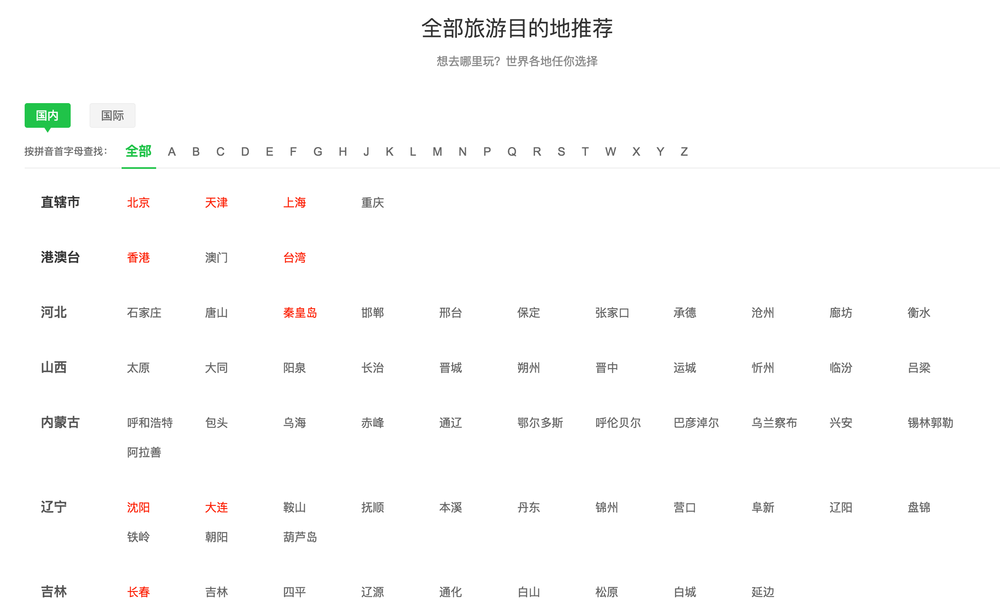 全部旅游目的地推荐
想去哪里玩？世界各地任你选择
国内 国际
按拼音首字母查找： 全部 A B C D E F G H J K L M N P Q R S T W X Y Z
直辖市 北京 天津 上海 重庆
港澳台 香港 澳门 台湾
河北 石家庄 唐山 秦皇岛 邯郸 邢台 保定 张家口 承德 沧州 廊坊 衡水
山西 太原 大同 阳泉 长治 晋城 朔州 晋中 运城 忻州 临汾 吕梁
内蒙古 呼和浩特 包头 乌海 赤峰 通辽 鄂尔多斯 呼伦贝尔 巴彦淖尔 乌兰察布 兴安 锡林郭勒
阿拉善
辽宁 沈阳 大连 鞍山 抚顺 本溪 丹东 锦州 营口 阜新 辽阳 盘锦
铁岭 朝阳 葫芦岛
吉林 长春 吉林 四平 辽源 通化 白山 松原 白城 延边